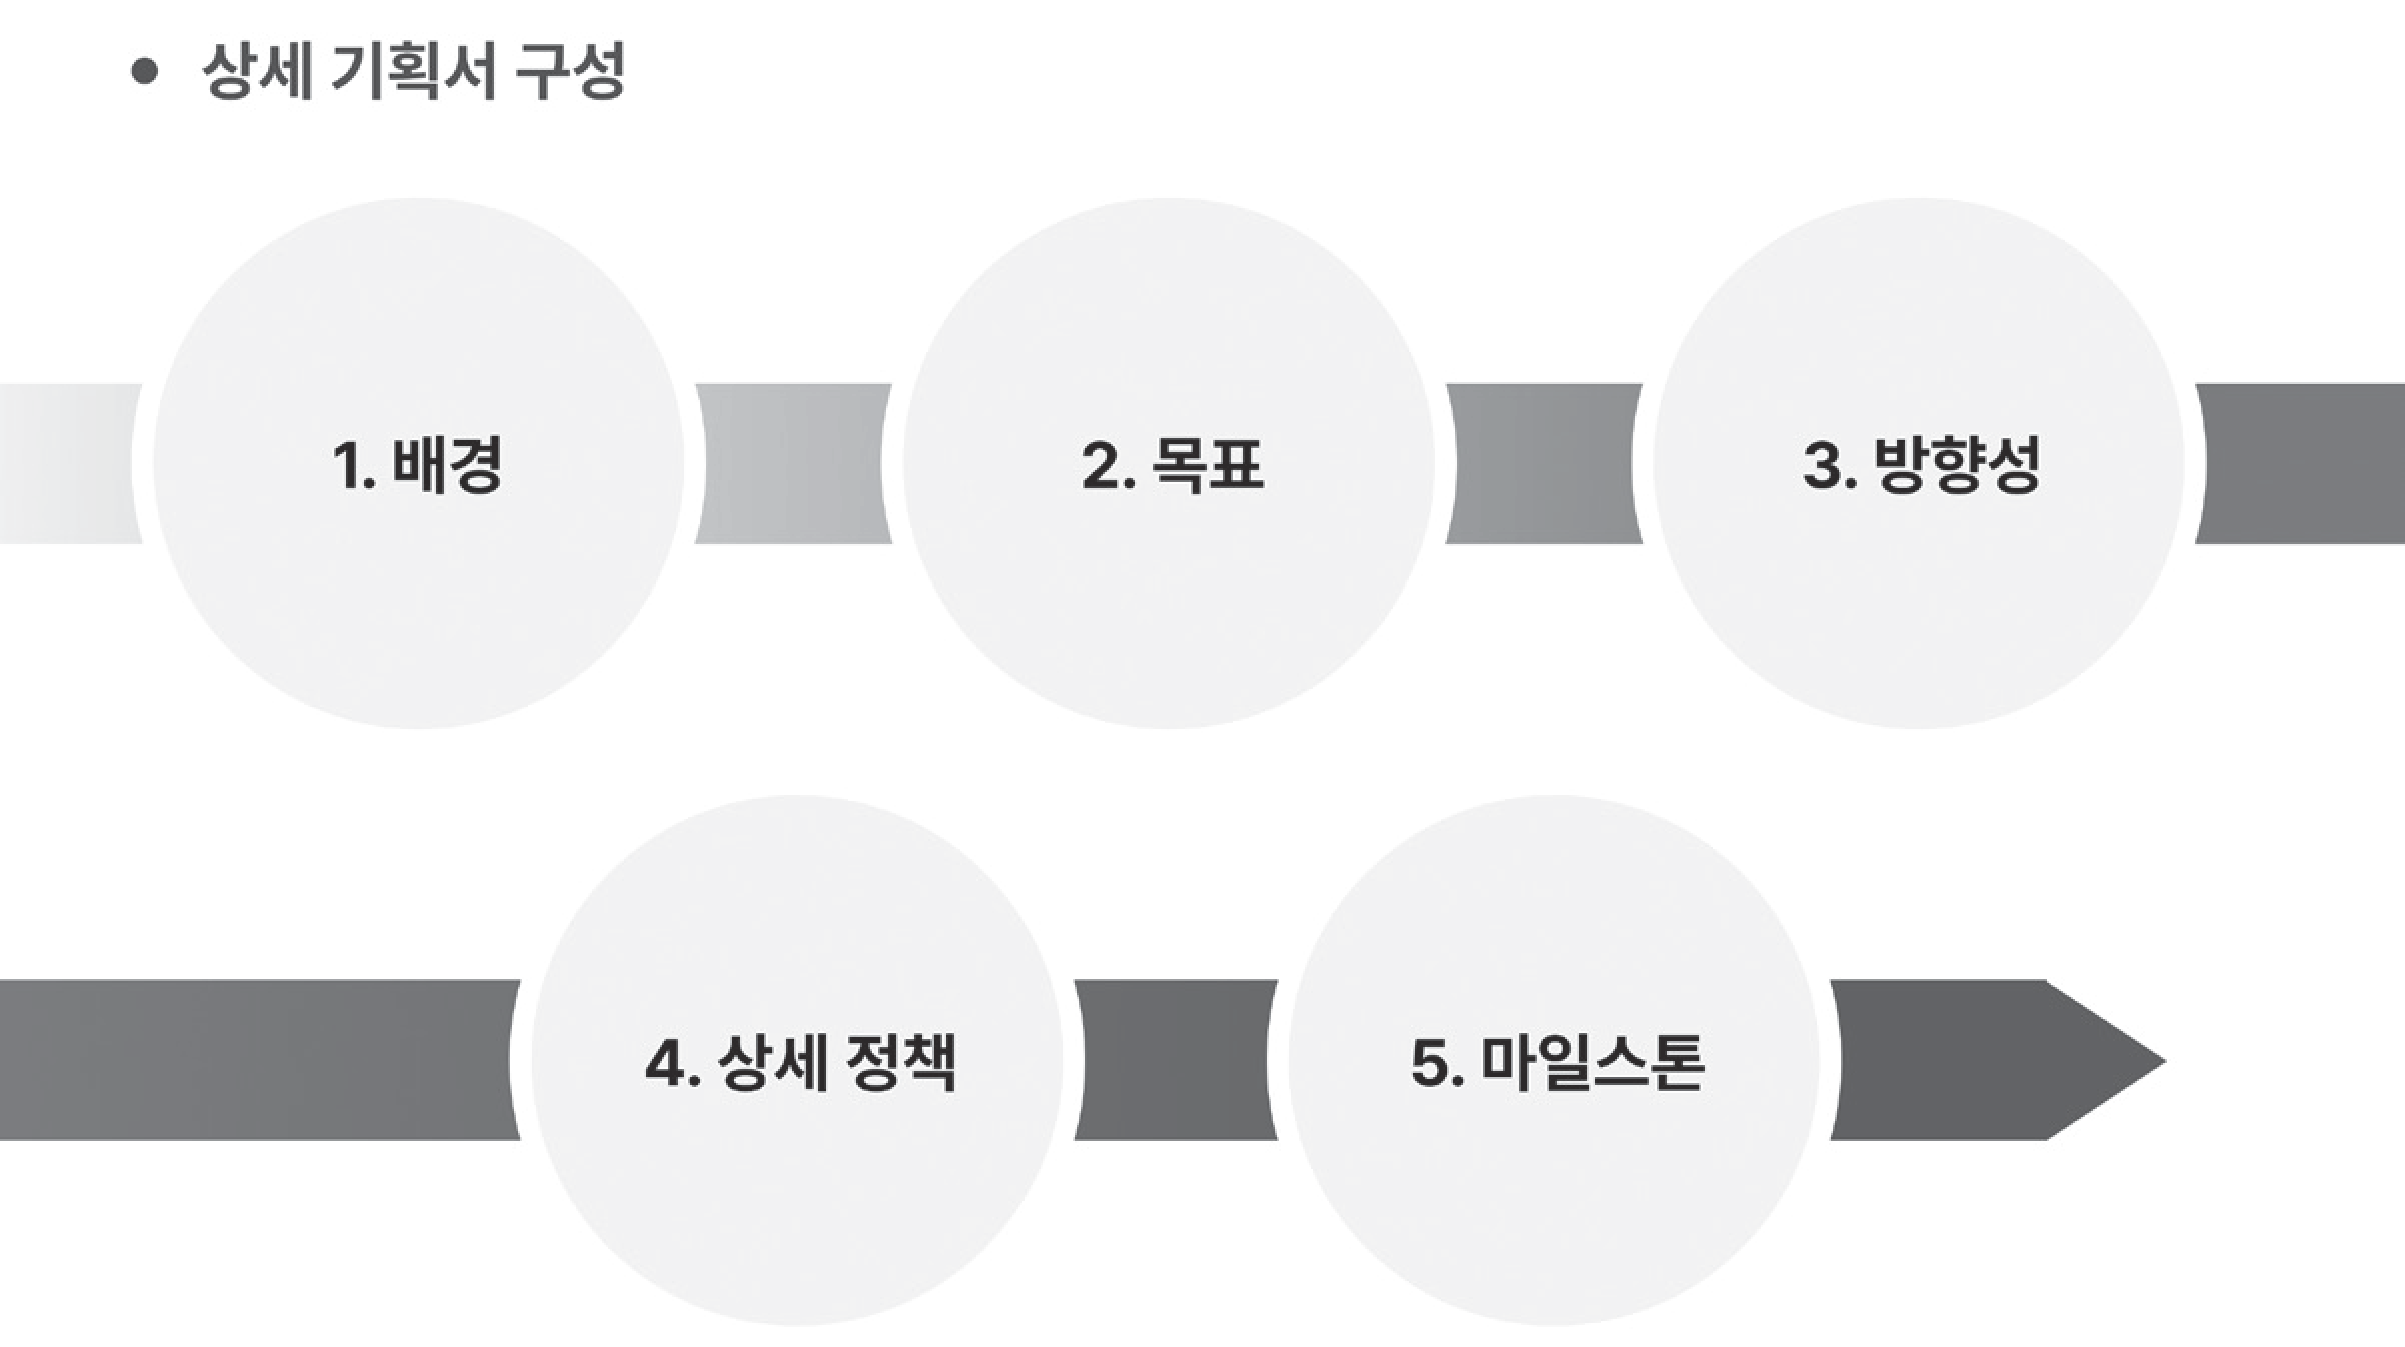 • 상세 기획서 구성
1. 배경
2. 목표
3. 방향성
4. 상세 정책
5. 마일스톤